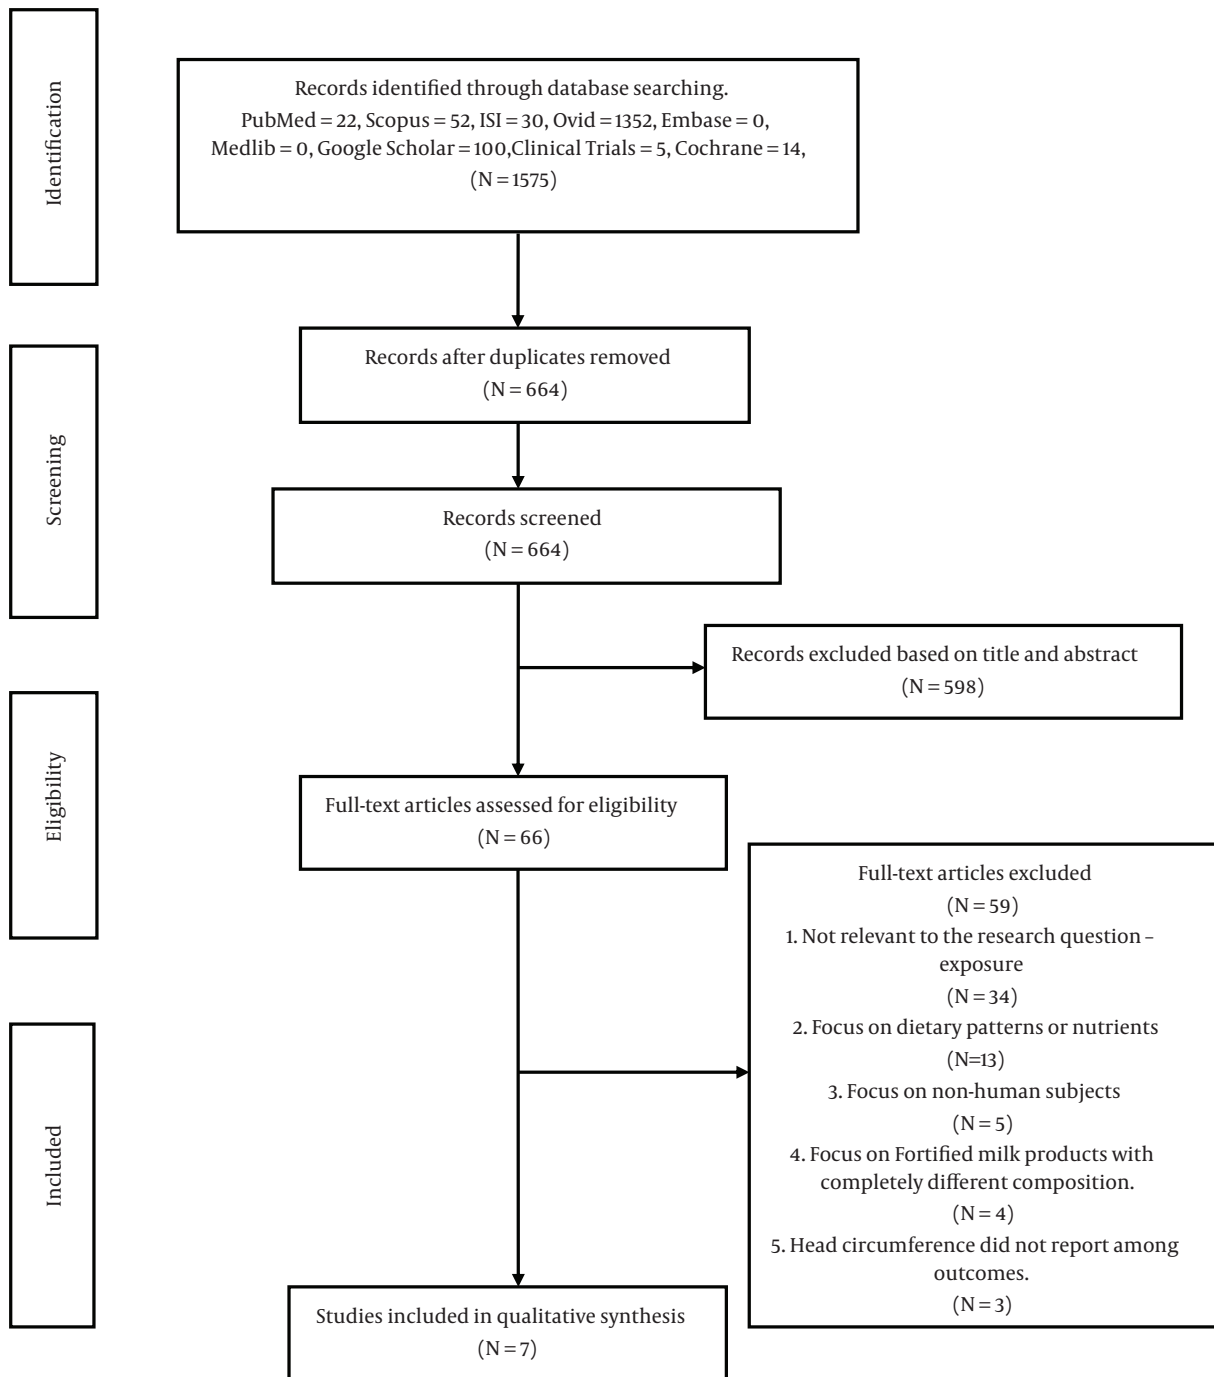 Identification
Records identified through database searching.
PubMed = 22, Scopus = 52, ISI = 30, Ovid = 1352, Embase = 0,
Medlib = 0, Google Scholar = 100,Clinical Trials = 5, Cochrane = 14,
(N = 1575)
Screening
Records after duplicates removed
(N = 664)
Records screened
(N = 664)
Records excluded based on title and abstract
(N = 598)
Eligibility
Full-text articles assessed for eligibility
(N = 66)
Full-text articles excluded
(N = 59)
1. Not relevant to the research question –
exposure
(N = 34)
2. Focus on dietary patterns or nutrients
(N=13)
3. Focus on non-human subjects
(N = 5)
4. Focus on Fortified milk products with
completely different composition.
(N = 4)
5. Head circumference did not report among
outcomes.
(N = 3)
Included
Studies included in qualitative synthesis
(N = 7)